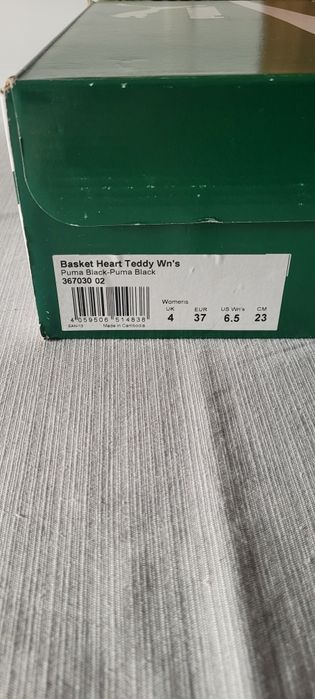 Basket Heart Teddy Wn's
Puma Black-Puma Black
367030 02
4 059506 514838
EAN13 Made in Cambodia
Womens
UK EUR US Wn's CM
4 37 6.5 23